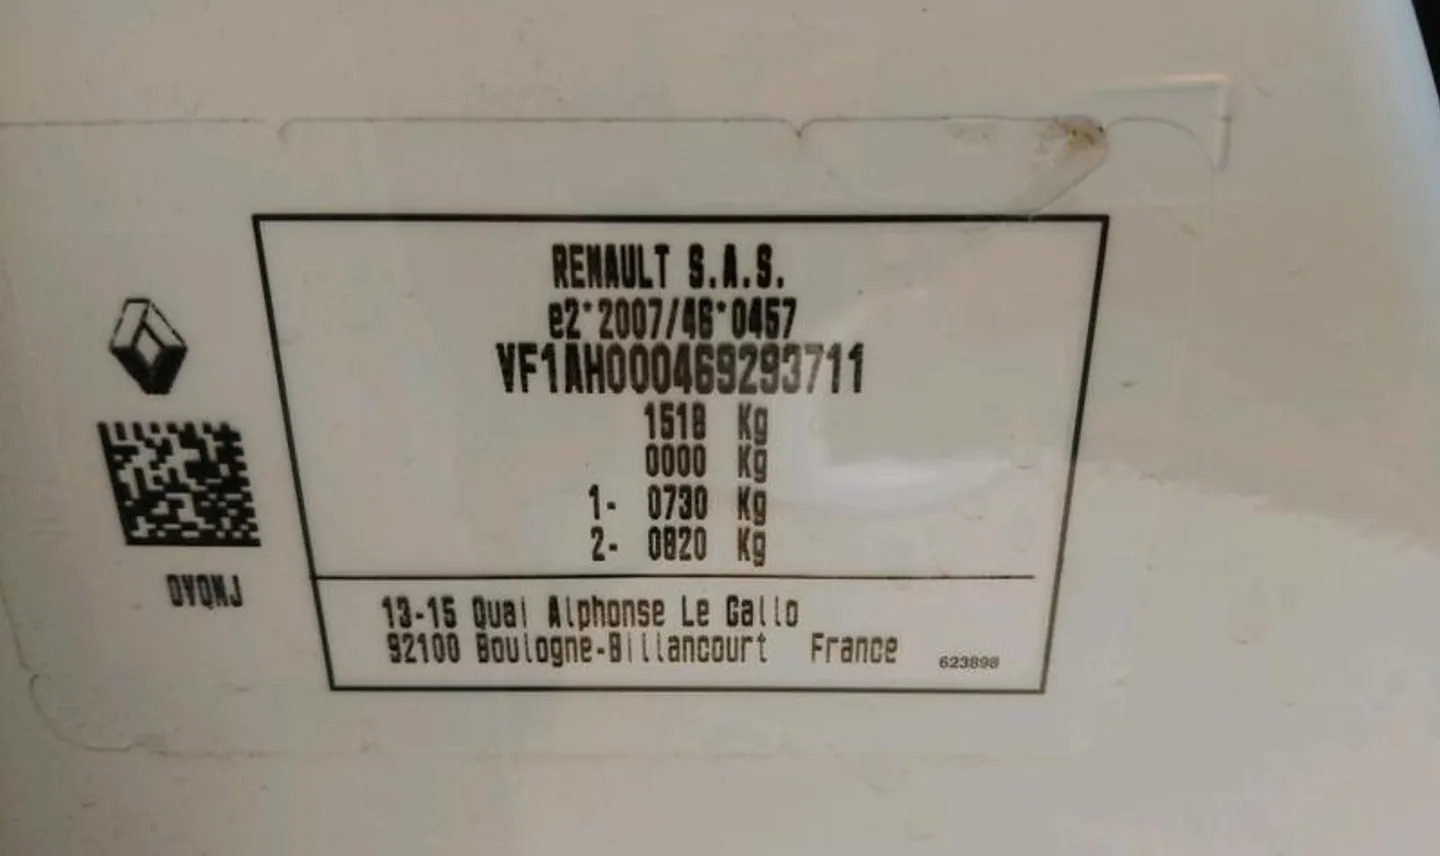 RENAULT S.A.S.
e2*2007/46*0457
VF1AH000469293711
1518 Kg
0000 Kg
1- 0730 Kg
2- 0820 Kg
13-15 Quai Alphonse Le Gallo
92100 Boulogne-Billancourt France
623898